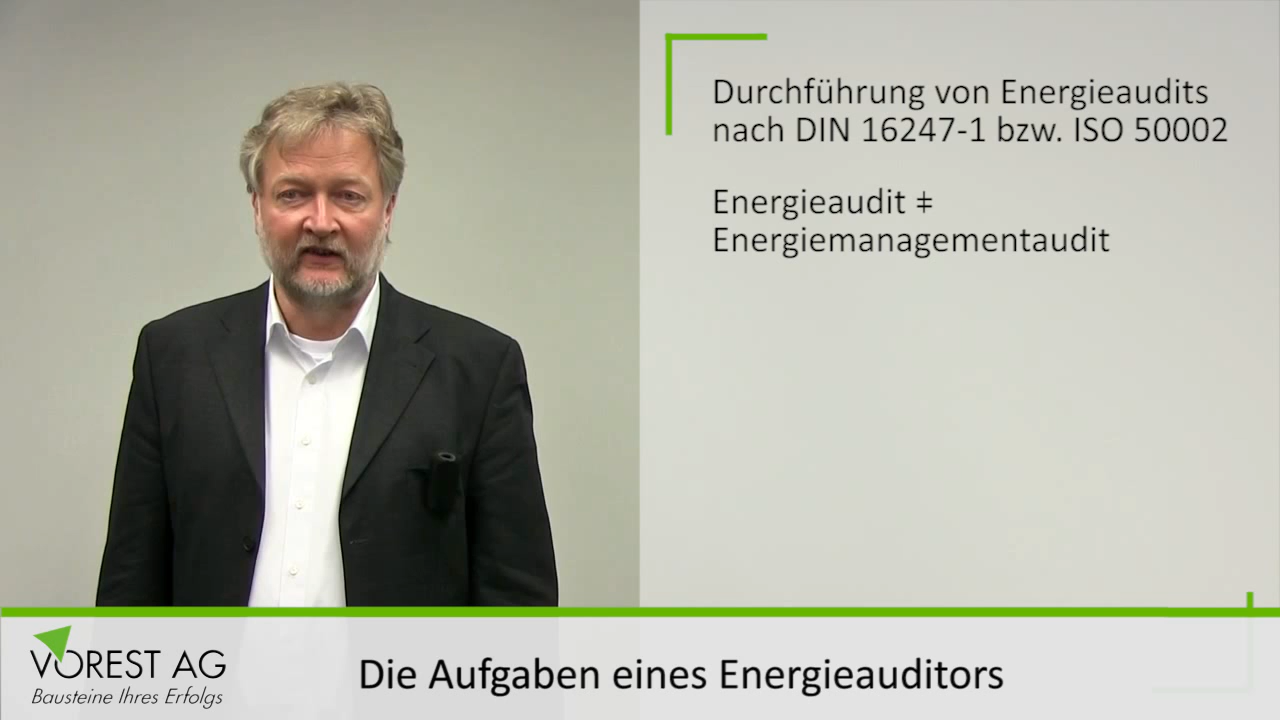 Durchführung von Energieaudits
nach DIN 16247-1 bzw. ISO 50002
Energieaudit ≠
Energiemanagementaudit
VOREST AG
Bausteine Ihres Erfolgs
Die Aufgaben eines Energieauditors